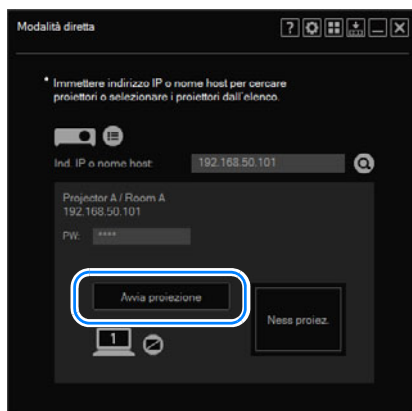 Modalità diretta
Immettere indirizzo IP o nome host per cercare
proiettori o selezionare i proiettori dall'elenco.
Ind. IP o nome host: 192.168.50.101
Projector A / Room A
192.168.50.101
PW: ****
Avvia proiezione
Ness proiez.
1